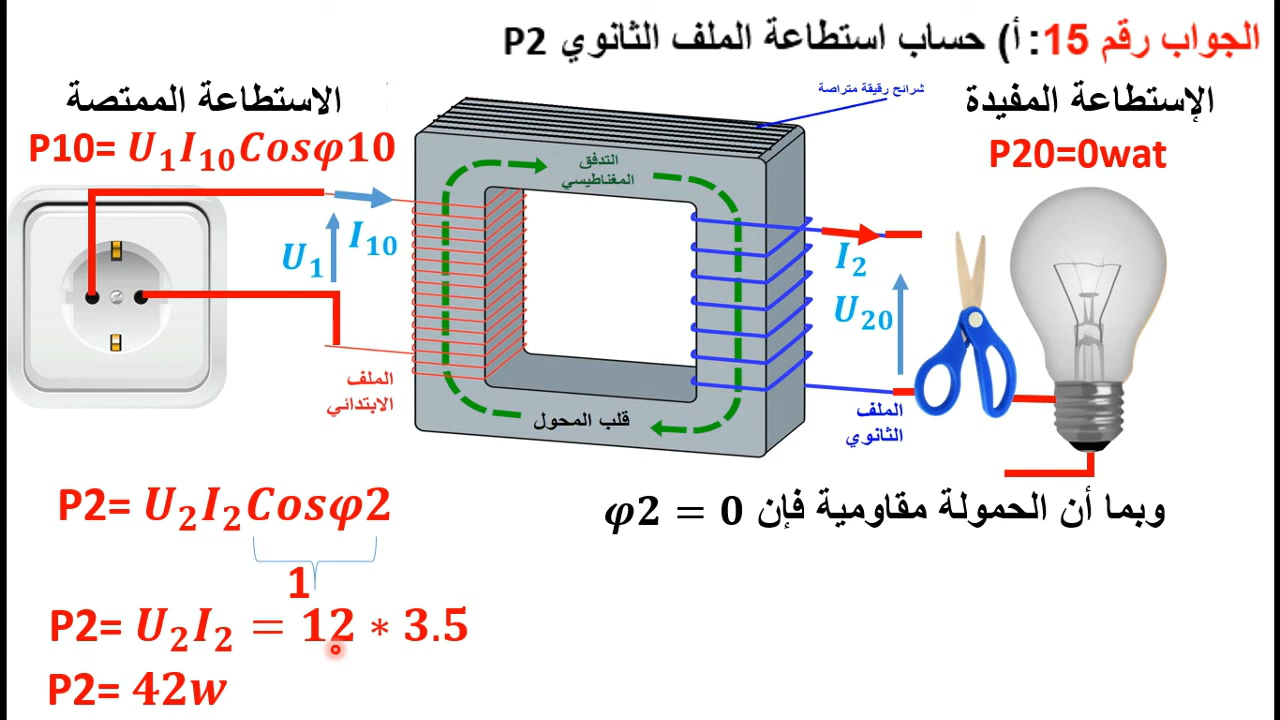 الجواب رقم 15: أ) حساب استطاعة الملف الثانوي P2
الإستطاعة المفيدة
P20=0wat
شرائح رقيقة متراصة
الاستطاعة الممتصة
P10= U₁I₁₀Cosφ10
التدفق
المغناطيسي
I₁₀
U₁
I₂
U₂₀
الملف
الابتدائي
قلب المحول
الملف
الثانوي
وبما أن الحمولة مقاومية فإن φ2 = 0
P2= U₂I₂Cosφ2
1
P2= U₂I₂ = 12 * 3.5
P2= 42w